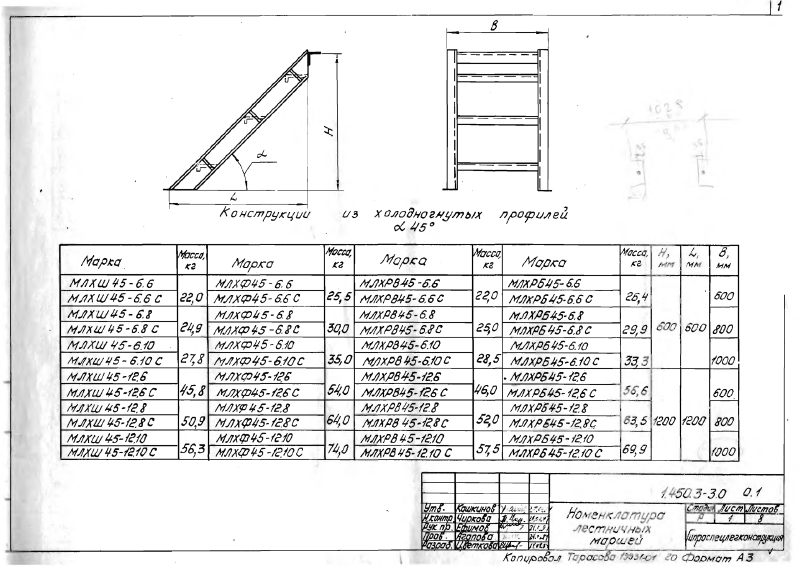 1
B
H
α
L
1028
Конструкции из холодногнутых профилей
α 45°
Марка Масса, кг Марка Масса, кг Марка Масса, кг Марка Масса, кг H, мм L, мм B, мм
МЛХШ 45-6.6 МЛХФ45-6.6 МЛХРВ45-6.6 МЛХРБ45-6.6
МЛХШ 45-6.6 С 22,0 МЛХФ45-6.6 С 25,5 МЛХРВ45-6.6 С 22,0 МЛХРБ45-6.6 С 26,4 600
МЛХШ 45-6.8 МЛХФ45-6.8 МЛХРВ45-6.8 МЛХРБ45-6.8
МЛХШ 45-6.8 С 24,9 МЛХФ45-6.8 С 30,0 МЛХРВ45-6.8 С 25,0 МЛХРБ45-6.8 С 29,9 600 600 800
МЛХШ 45-6.10 МЛХФ45-6.10 МЛХРВ45-6.10 МЛХРБ45-6.10
МЛХШ 45-6.10 С 27,8 МЛХФ45-6.10 С 35,0 МЛХРВ45-6.10 С 28,5 МЛХРБ45-6.10 С 33,3 1000
МЛХШ 45-12.6 МЛХФ45-12.6 МЛХРВ45-12.6 МЛХРБ45-12.6
МЛХШ 45-12.6 С 45,8 МЛХФ45-12.6 С 54,0 МЛХРВ45-12.6 С 46,0 МЛХРБ45-12.6 С 56,6 600
МЛХШ 45-12.8 МЛХФ45-12.8 МЛХРВ45-12.8 МЛХРБ45-12.8
МЛХШ 45-12.8 С 50,9 МЛХФ45-12.8 С 64,0 МЛХРВ45-12.8 С 52,0 МЛХРБ45-12.8 С 63,5 1200 1200 800
МЛХШ 45-12.10 МЛХФ45-12.10 МЛХРВ45-12.10 МЛХРБ45-12.10
МЛХШ 45-12.10 С 56,3 МЛХФ45-12.10 С 74,0 МЛХРВ45-12.10 С 57,5 МЛХРБ45-12.10 С 69,9 1000
1.450.3-3.0 0.1
Утв. Кашкинов
Н.контр. Чиркова
Рук.пр. Ефимов
Пров. Агапова
Разраб. Цветкова
Номенклатура
лестничных
маршей
Стадия Лист Листов
Р 1 8
Гипроспецлегконструкция
Копировал Тарасова Формат А3